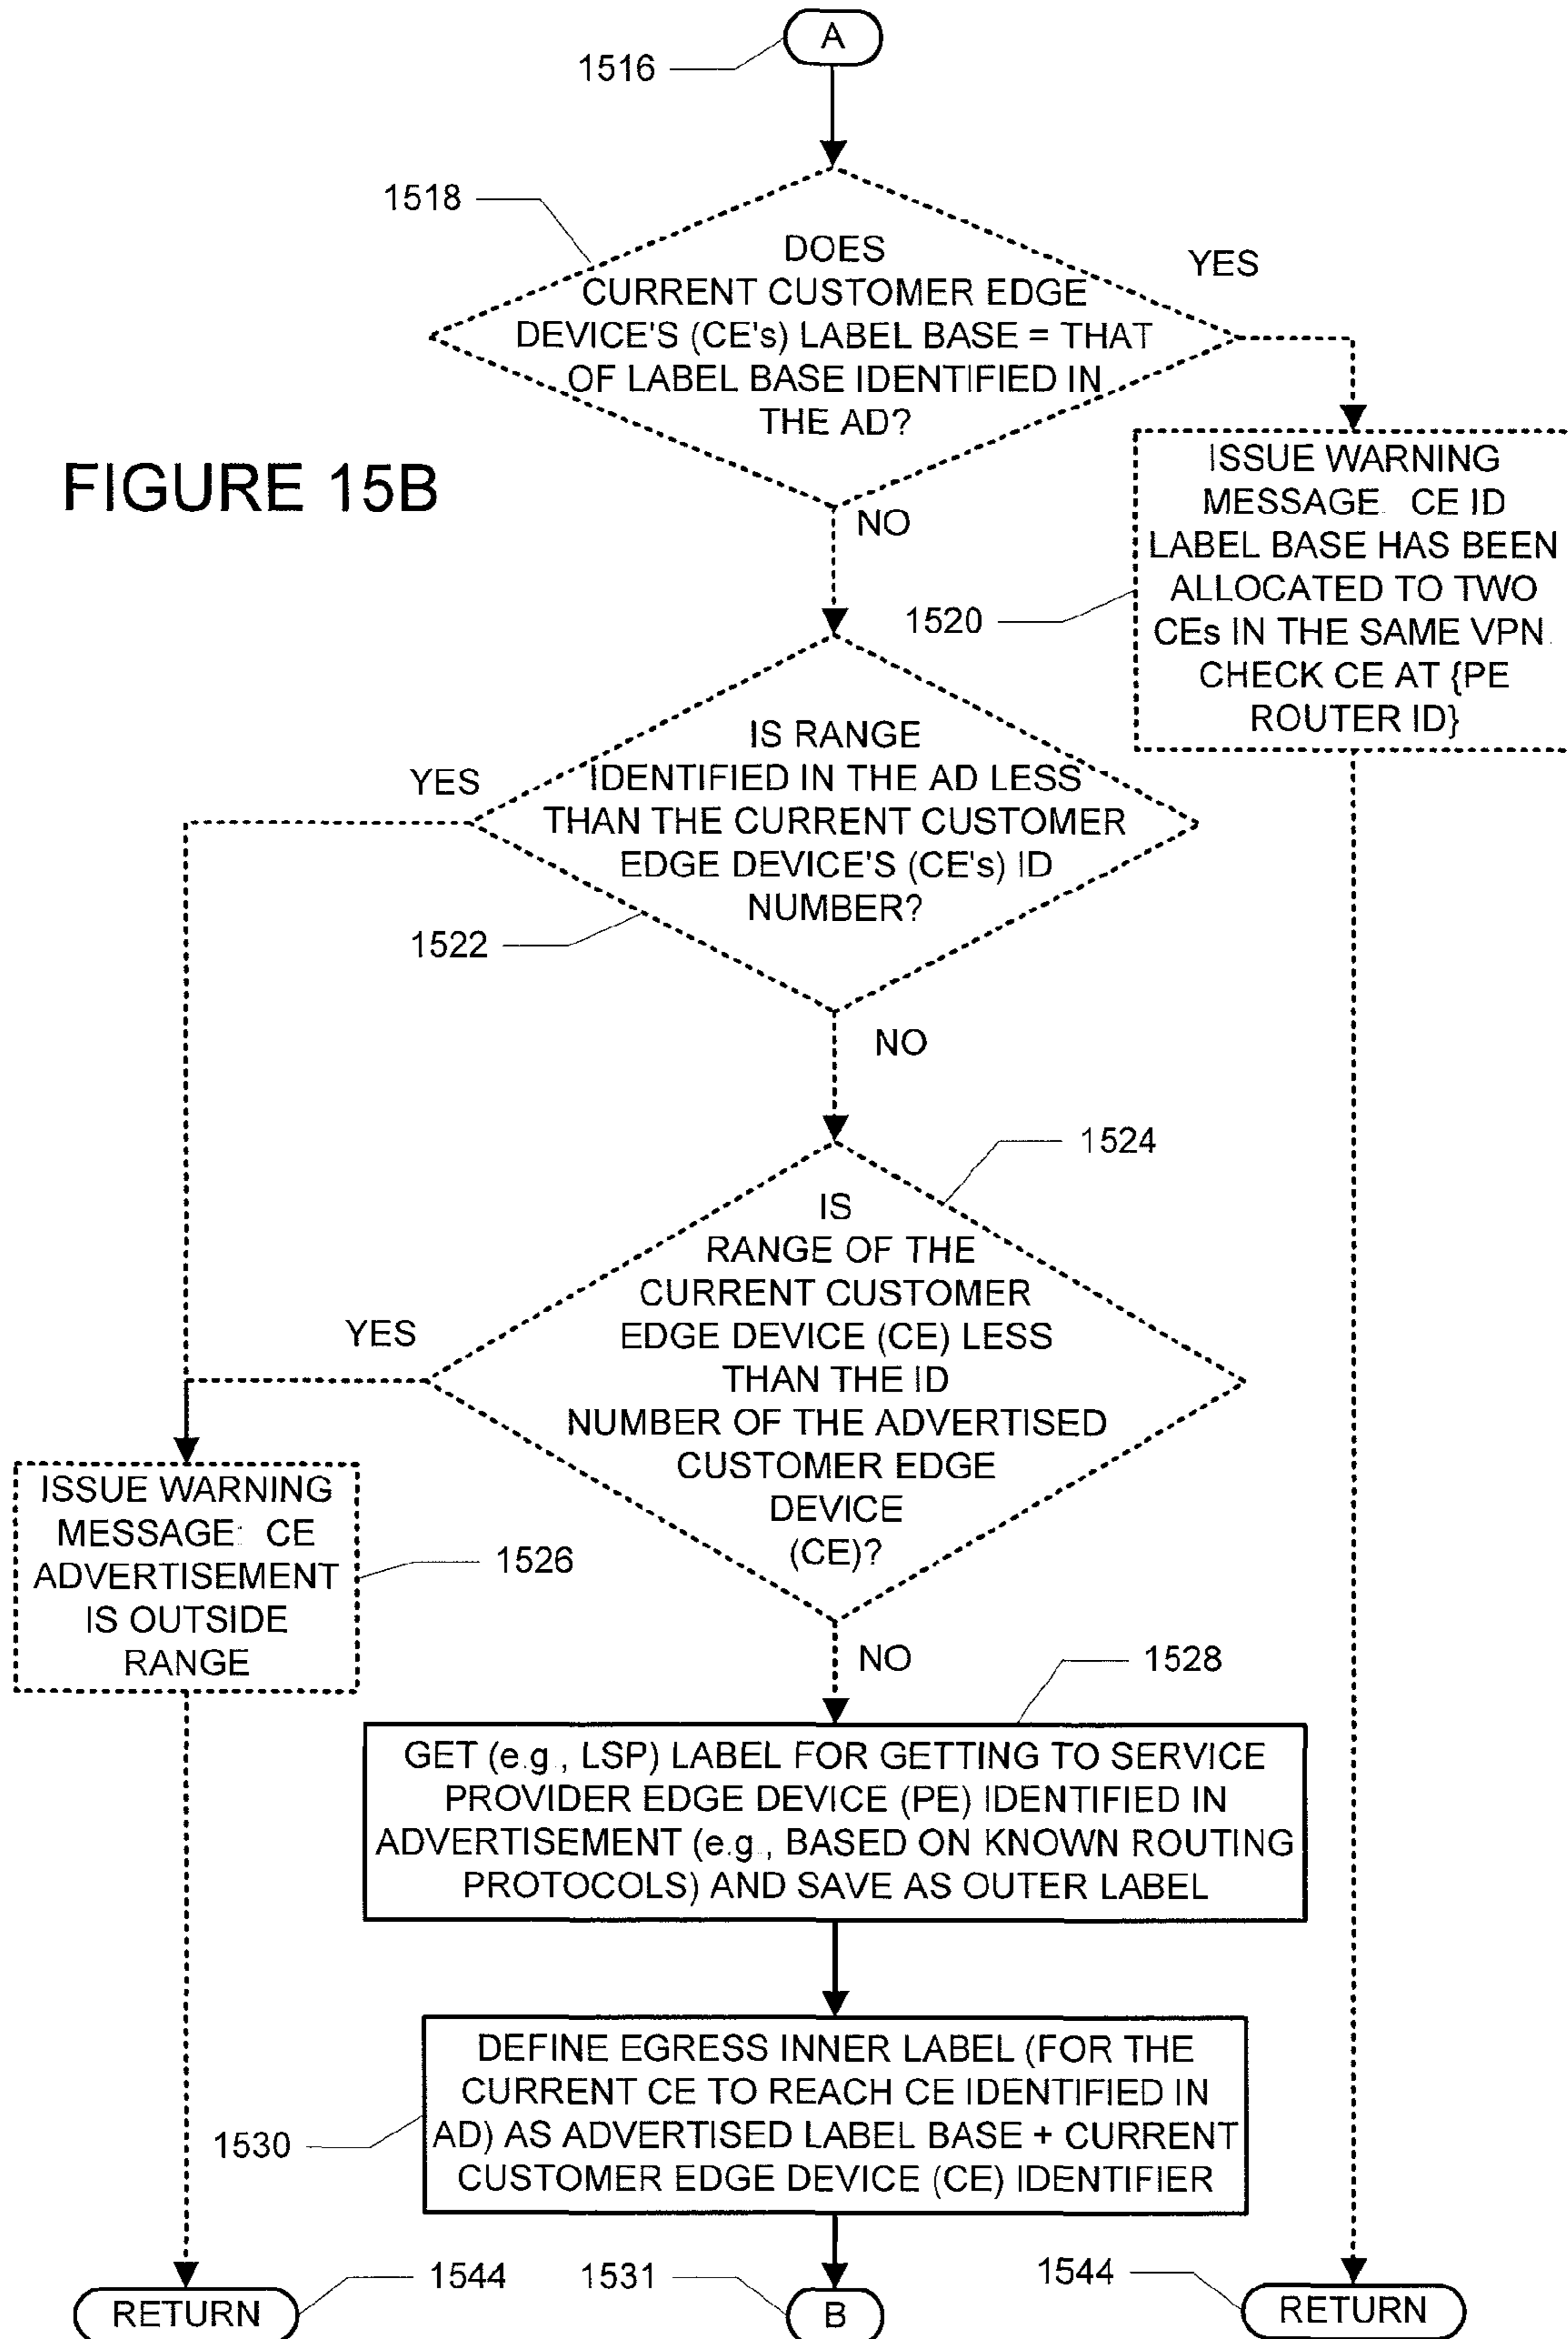 A
1516
1518
DOES
CURRENT CUSTOMER EDGE
DEVICE'S (CE's) LABEL BASE = THAT
OF LABEL BASE IDENTIFIED IN
THE AD?
YES
NO
FIGURE 15B
ISSUE WARNING
MESSAGE: CE ID
LABEL BASE HAS BEEN
ALLOCATED TO TWO
CEs IN THE SAME VPN.
CHECK CE AT {PE
ROUTER ID}
1520
IS RANGE
IDENTIFIED IN THE AD LESS
THAN THE CURRENT CUSTOMER
EDGE DEVICE'S (CE's) ID
NUMBER?
YES
1522
NO
1524
IS
RANGE OF THE
CURRENT CUSTOMER
EDGE DEVICE (CE) LESS
THAN THE ID
NUMBER OF THE ADVERTISED
CUSTOMER EDGE
DEVICE
(CE)?
YES
ISSUE WARNING
MESSAGE: CE
ADVERTISEMENT
IS OUTSIDE
RANGE
1526
NO
1528
GET (e.g., LSP) LABEL FOR GETTING TO SERVICE
PROVIDER EDGE DEVICE (PE) IDENTIFIED IN
ADVERTISEMENT (e.g., BASED ON KNOWN ROUTING
PROTOCOLS) AND SAVE AS OUTER LABEL
DEFINE EGRESS INNER LABEL (FOR THE
CURRENT CE TO REACH CE IDENTIFIED IN
AD) AS ADVERTISED LABEL BASE + CURRENT
CUSTOMER EDGE DEVICE (CE) IDENTIFIER
1530
RETURN
1544
1531
B
1544
RETURN